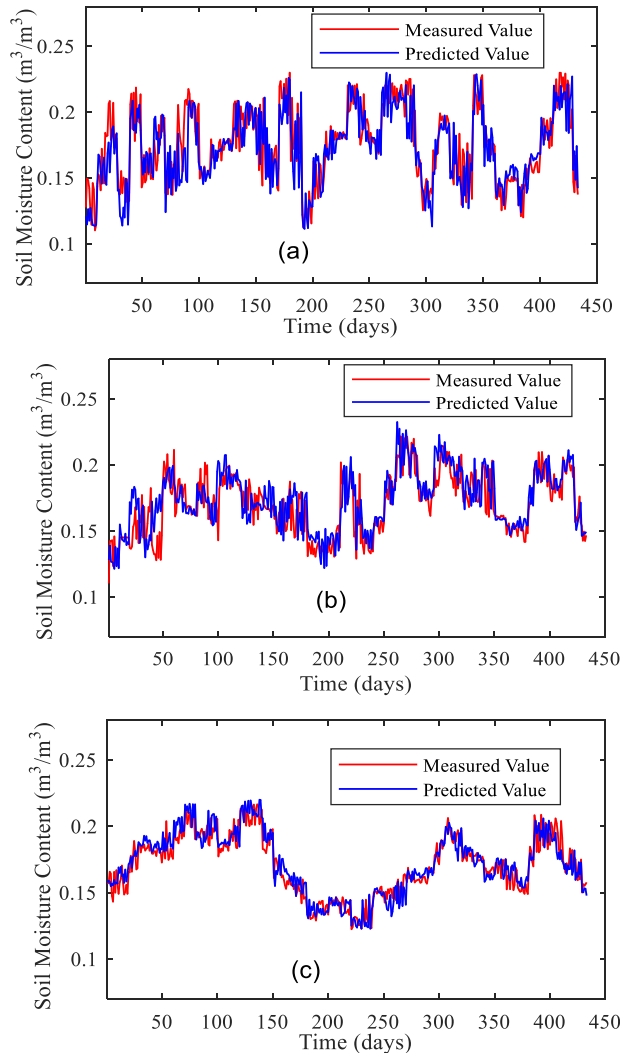 Measured Value
Predicted Value
Soil Moisture Content (m³/m³)
0.25
0.2
0.15
0.1
50 100 150 200 250 300 350 400 450
Time (days)
(a)
Measured Value
Predicted Value
Soil Moisture Content (m³/m³)
0.25
0.2
0.15
0.1
50 100 150 200 250 300 350 400 450
Time (days)
(b)
Measured Value
Predicted Value
Soil Moisture Content (m³/m³)
0.25
0.2
0.15
0.1
50 100 150 200 250 300 350 400 450
Time (days)
(c)